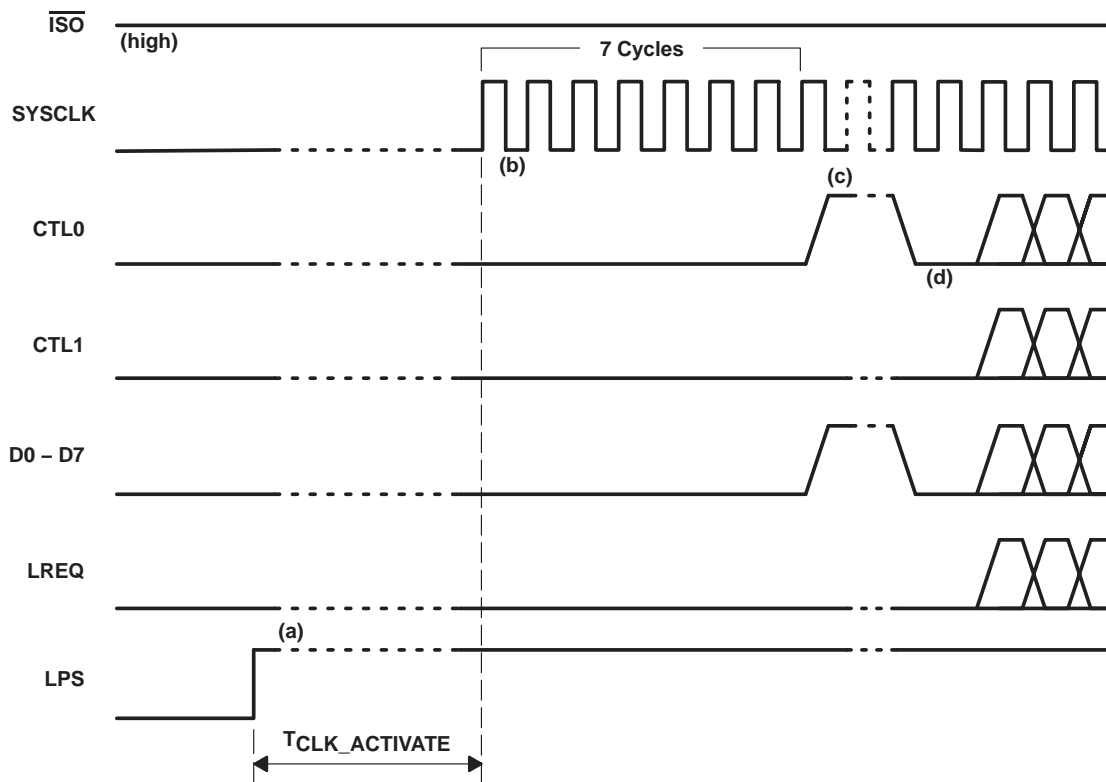 ISO
(high)
7 Cycles
SYSCLK
(b)
(c)
CTL0
(d)
CTL1
D0 – D7
LREQ
(a)
LPS
TCLK_ACTIVATE